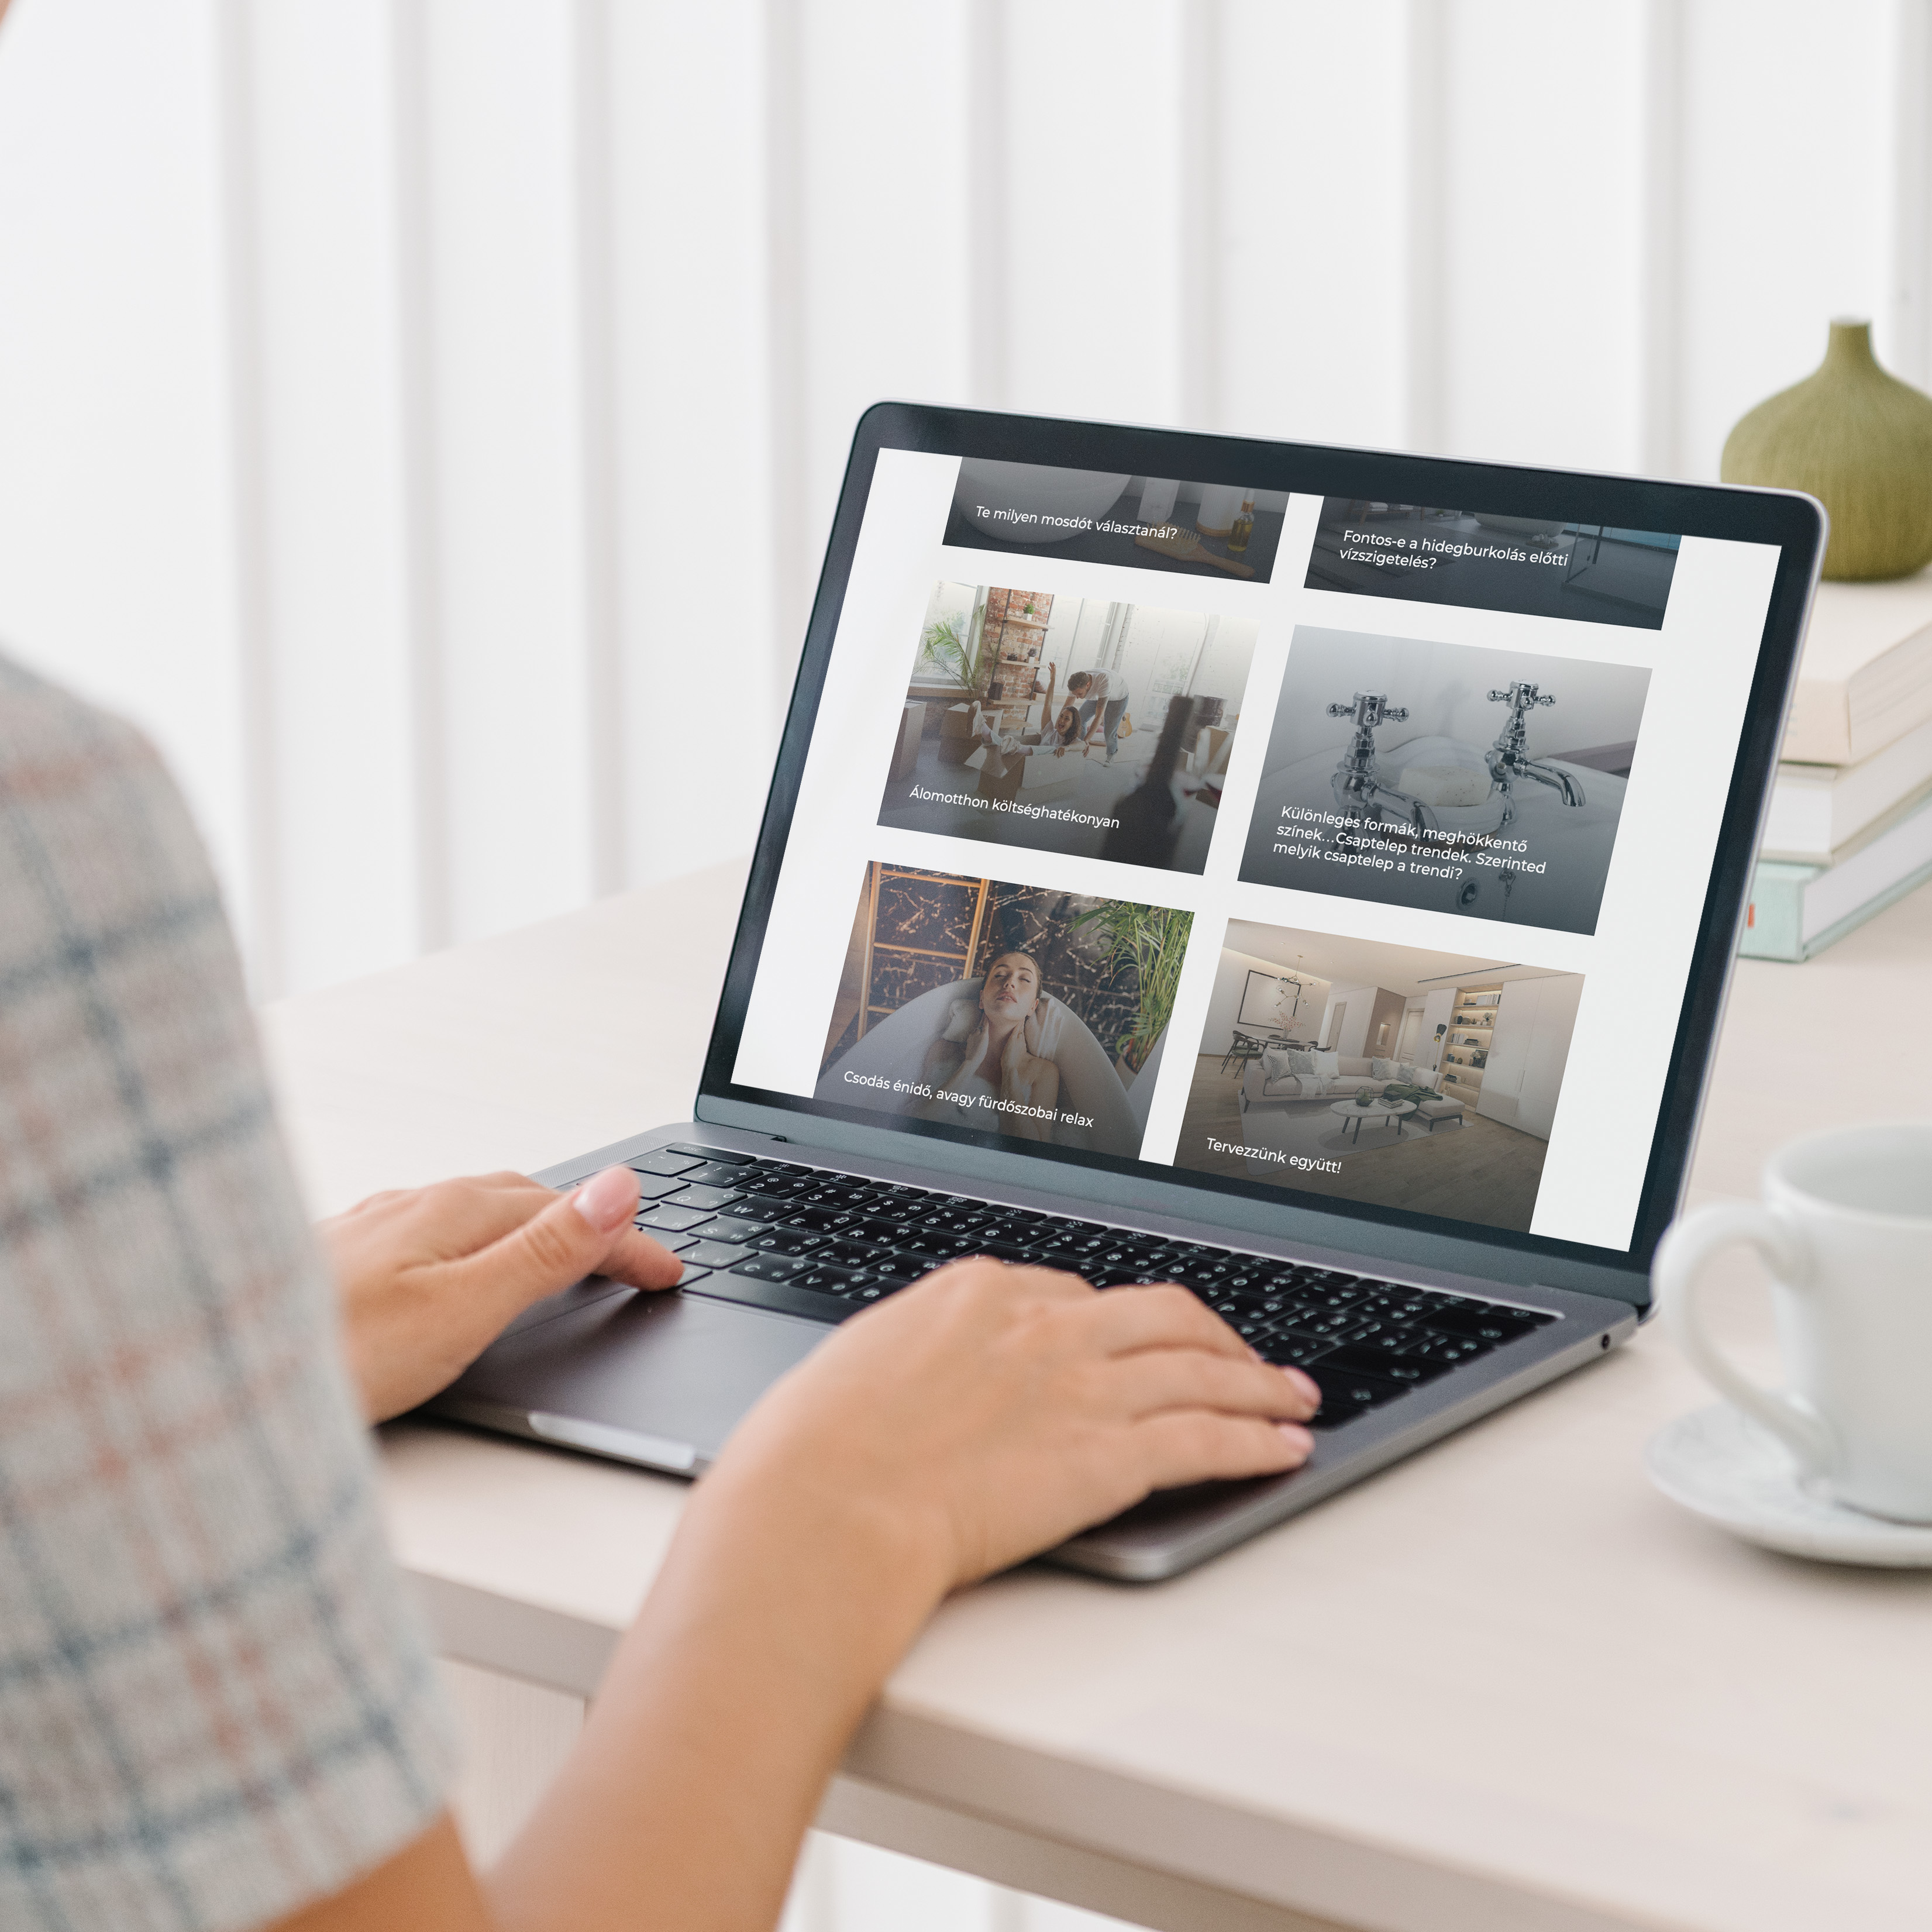 Te milyen mosdót választanál?
Fontos-e a hidegburkolás előtti
vízszigetelés?
Álomotthon költséghatékonyan
Különleges formák, meghökkentő
színek...Csaptelep trendek. Szerinted
melyik csaptelep a trendi?
Csodás énidő, avagy fürdőszobai relax
Tervezzünk együtt!